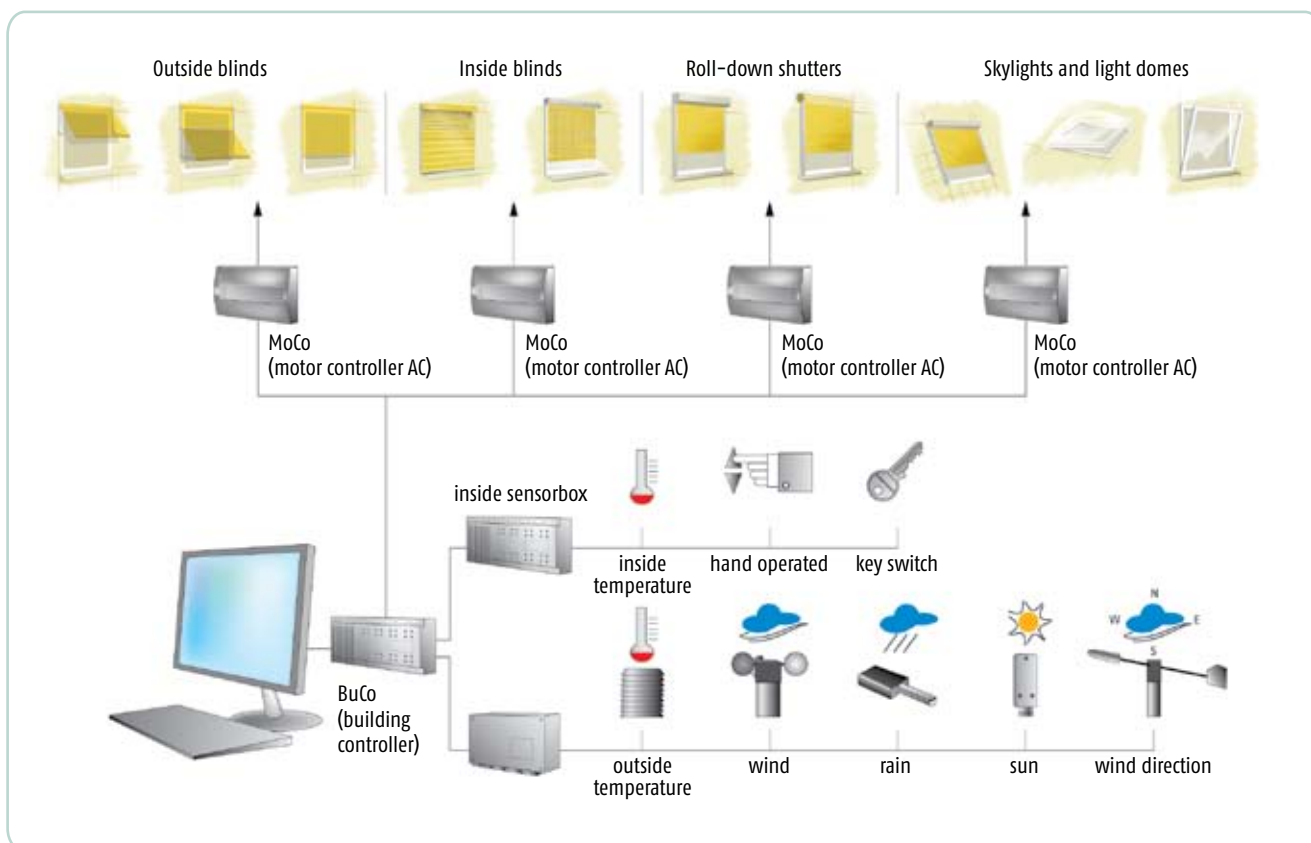 Outside blinds
Inside blinds
Roll-down shutters
Skylights and light domes
MoCo
(motor controller AC)
MoCo
(motor controller AC)
MoCo
(motor controller AC)
MoCo
(motor controller AC)
inside sensorbox
inside
temperature
hand operated
key switch
N
W
E
S
BuCo
(building
controller)
outside
temperature
wind
rain
sun
wind direction